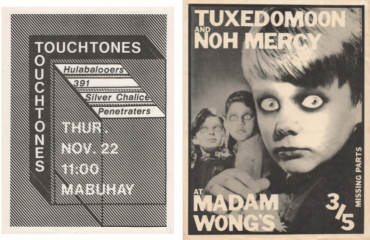 TOUCHTONES
TOUCHTONES
Hulabalooers
391
Silver Chalice
Penetraters
THUR.
NOV. 22
11:00
MABUHAY
TUXEDOMOON
AND
NOH MERCY
AT
MADAM
WONG'S
3/5
MISSING PARTS